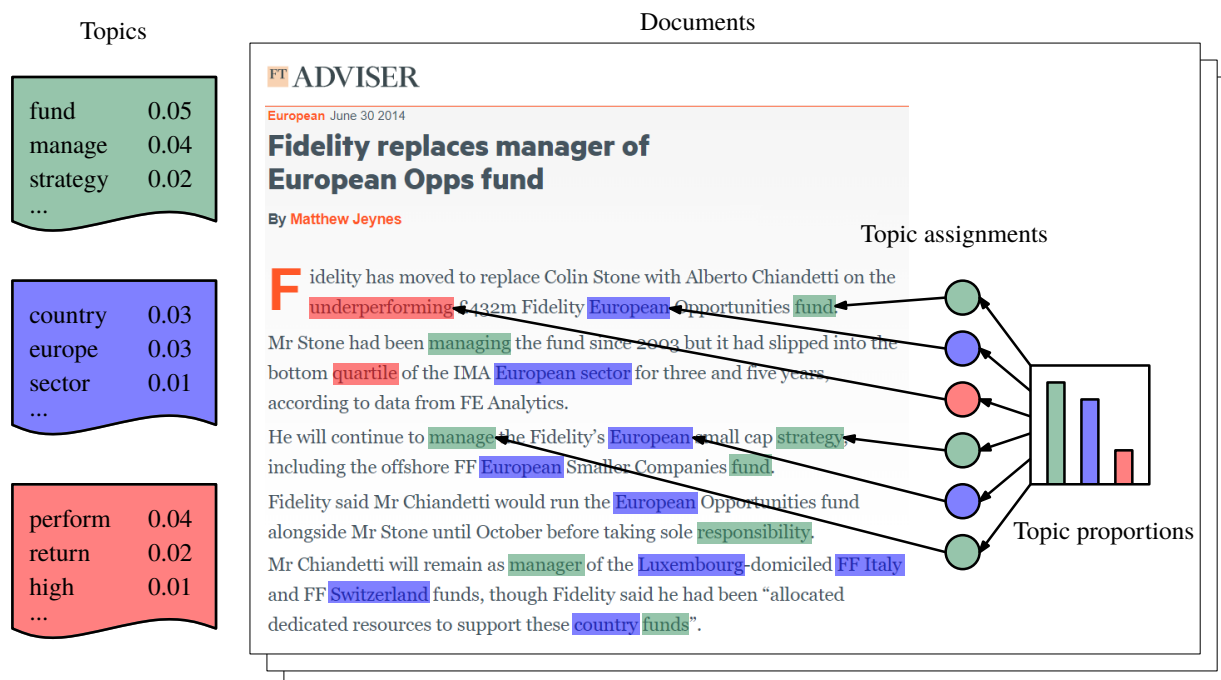 Topics
Documents
fund 0.05
manage 0.04
strategy 0.02
...
country 0.03
europe 0.03
sector 0.01
...
perform 0.04
return 0.02
high 0.01
...
FT ADVISER
European June 30 2014
Fidelity replaces manager of
European Opps fund
By Matthew Jeynes
Fidelity has moved to replace Colin Stone with Alberto Chiandetti on the
underperforming £432m Fidelity European Opportunities fund.
Mr Stone had been managing the fund since 2003 but it had slipped into the
bottom quartile of the IMA European sector for three and five years,
according to data from FE Analytics.
He will continue to manage the Fidelity's European small cap strategy,
including the offshore FF European Smaller Companies fund.
Fidelity said Mr Chiandetti would run the European Opportunities fund
alongside Mr Stone until October before taking sole responsibility.
Mr Chiandetti will remain as manager of the Luxembourg-domiciled FF Italy
and FF Switzerland funds, though Fidelity said he had been “allocated
dedicated resources to support these country funds”.
Topic assignments
Topic proportions